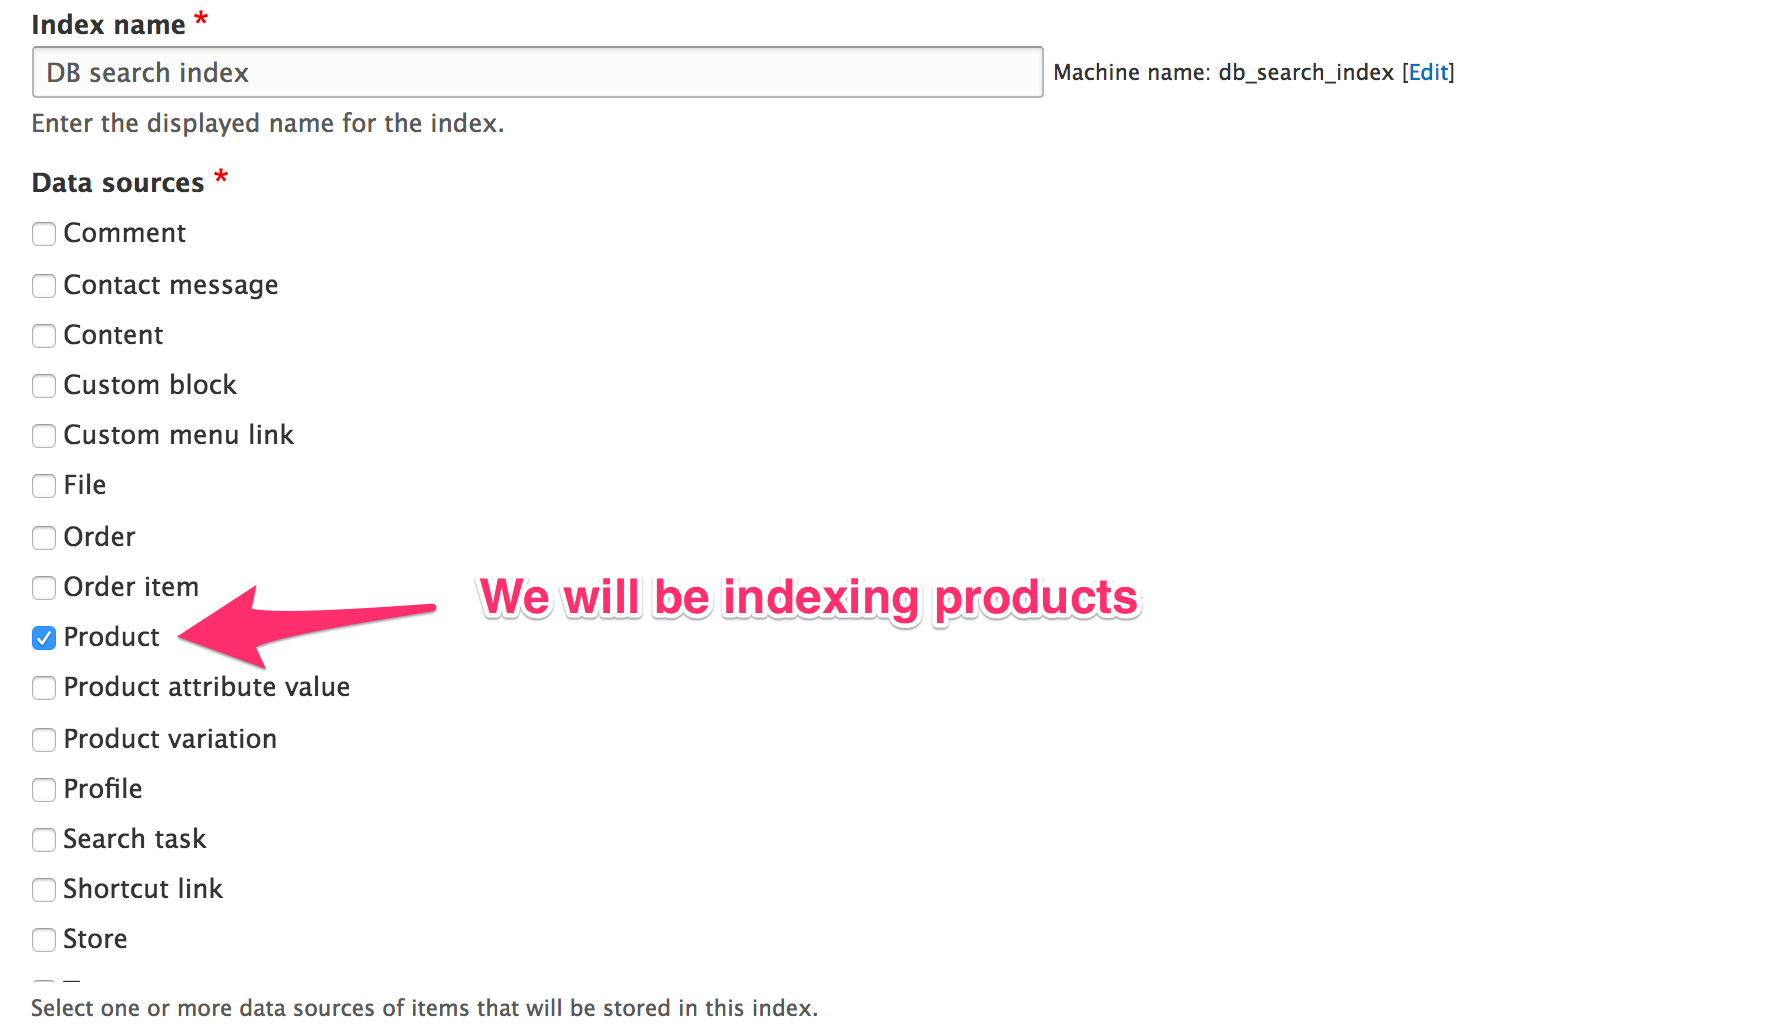 Index name *
DB search index
Machine name: db_search_index [Edit]
Enter the displayed name for the index.
Data sources *
Comment
Contact message
Content
Custom block
Custom menu link
File
Order
Order item
We will be indexing products
Product
Product attribute value
Product variation
Profile
Search task
Shortcut link
Store
Select one or more data sources of items that will be stored in this index.